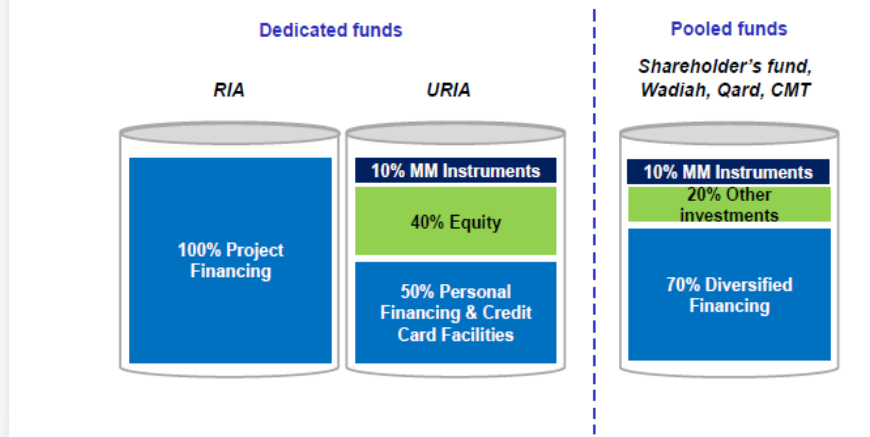 Dedicated funds
Pooled funds
RIA
URIA
Shareholder's fund,
Wadiah, Qard, CMT
100% Project
Financing
10% MM Instruments
40% Equity
50% Personal
Financing & Credit
Card Facilities
10% MM Instruments
20% Other
investments
70% Diversified
Financing